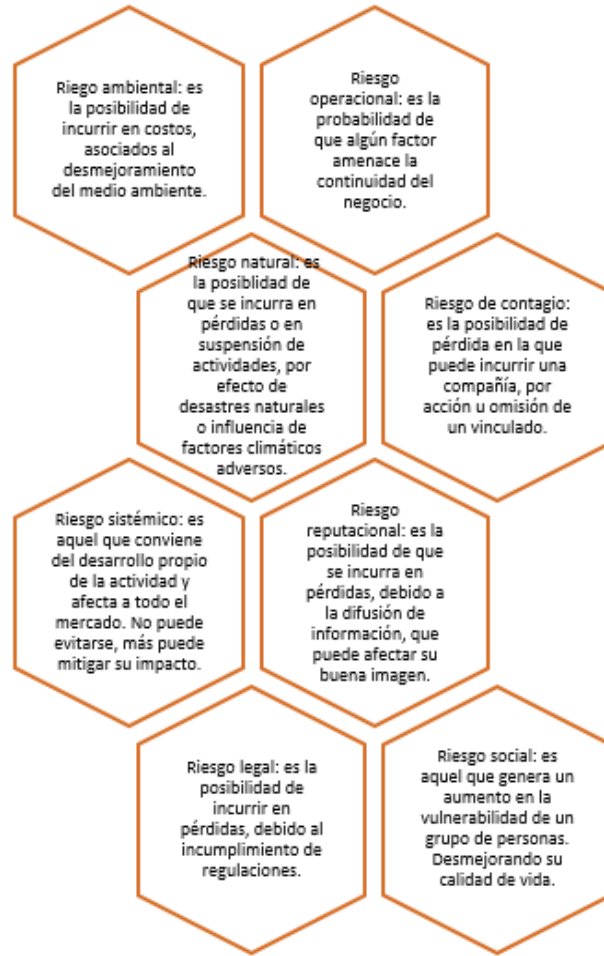 Riego ambiental: es
la posibilidad de
incurrir en costos,
asociados al
desmejoramiento
del medio ambiente.
Riesgo
operacional: es la
probabilidad de
que algún factor
amenace la
continuidad del
negocio.
Riesgo natural: es
la posiblidad de
que se incurra en
pérdidas o en
suspensión de
actividades, por
efecto de
desastres naturales
o influencia de
factores climáticos
adversos.
Riesgo de contagio:
es la posibilidad de
pérdida en la que
puede incurrir una
compañía, por
acción u omisión de
un vinculado.
Riesgo sistémico: es
aquel que conviene
del desarrollo propio
de la actividad y
afecta a todo el
mercado. No puede
evitarse, más puede
mitigar su impacto.
Riesgo
reputacional: es la
posibilidad de que
se incurra en
pérdidas, debido a
la difusión de
información, que
puede afectar su
buena imagen.
Riesgo legal: es la
posibilidad de
incurrir en
pérdidas, debido al
incumplimiento de
regulaciones.
Riesgo social: es
aquel que genera un
aumento en la
vulnerabilidad de un
grupo de personas.
Desmejorando su
calidad de vida.